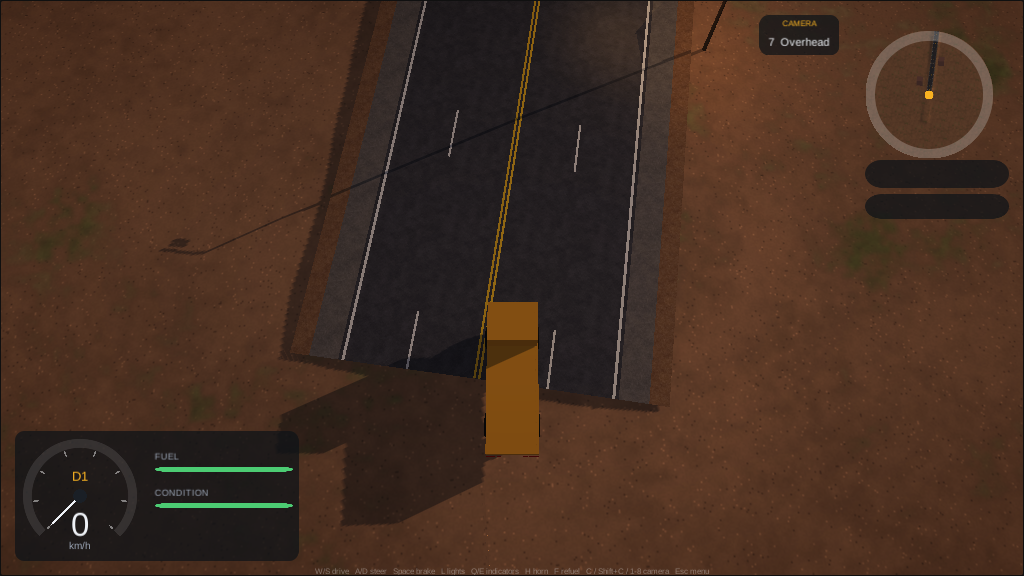 CAMERA
7 Overhead
FUEL
D1
CONDITION
0
km/h
W/S drive A/D steer Space brake L lights Q/E indicators H horn F refuel C / Shift+C / 1-8 camera Esc menu